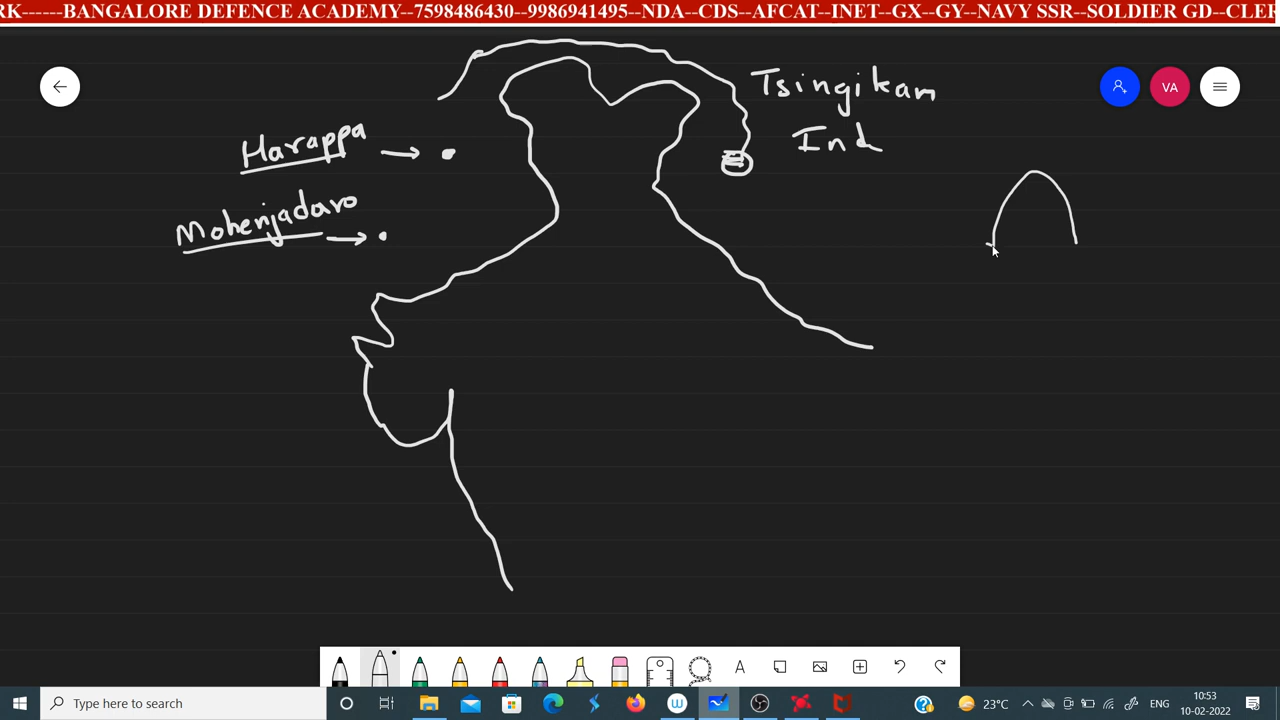 RK------BANGALORE DEFENCE ACADEMY--7598486430--9986941495--NDA--CDS--AFCAT--INET--GX--GY--NAVY SSR--SOLDIER GD--CLER
VA
Tsingikan
Ind
Harappa
Mohenjadaro
A
Type here to search
23°C
ENG
10:53
10-02-2022